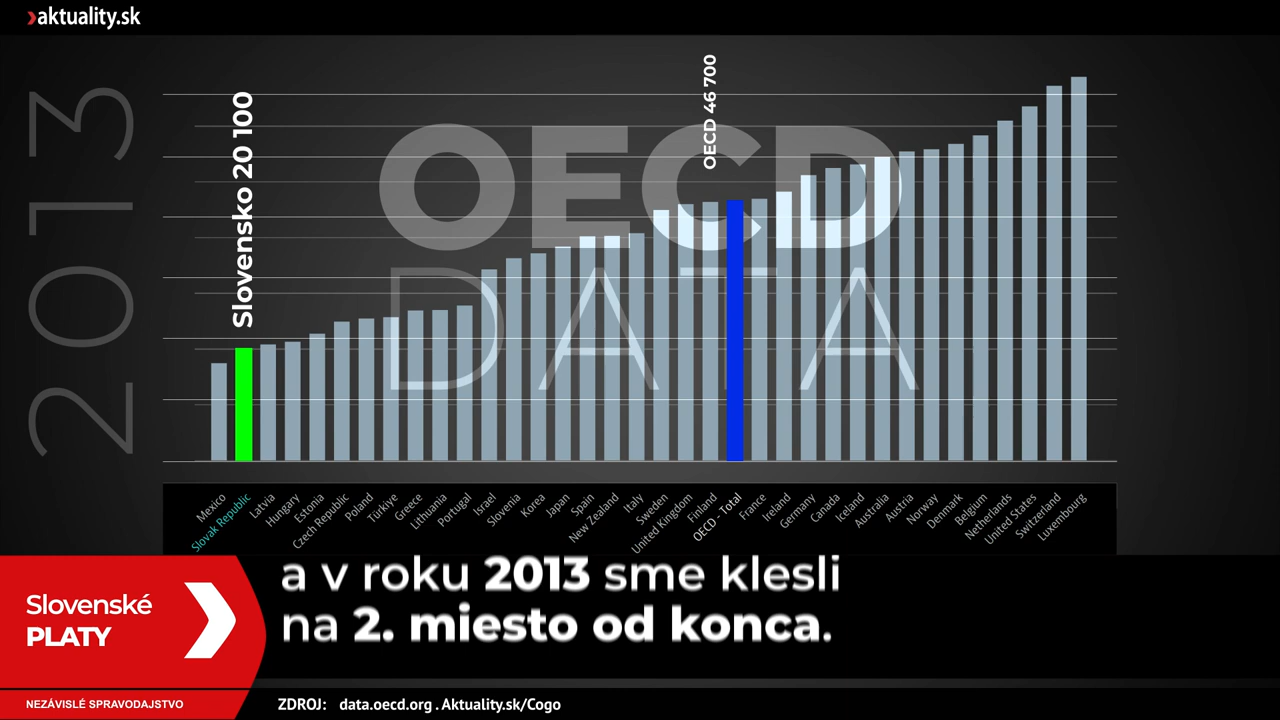 aktuality.sk
2013
Slovensko 20 100
OECD 46 700
OECD
DATA
Mexico
Slovak Republic
Latvia
Hungary
Estonia
Czech Republic
Poland
Türkiye
Greece
Lithuania
Portugal
Israel
Slovenia
Korea
Japan
Spain
New Zealand
Italy
Sweden
United Kingdom
Finland
OECD - Total
France
Ireland
Germany
Canada
Iceland
Australia
Austria
Norway
Denmark
Belgium
Netherlands
United States
Switzerland
Luxembourg
a v roku 2013 sme klesli
na 2. miesto od konca.
Slovenské
PLATY
NEZÁVISLÉ SPRAVODAJSTVO
ZDROJ: data.oecd.org . Aktuality.sk/Cogo